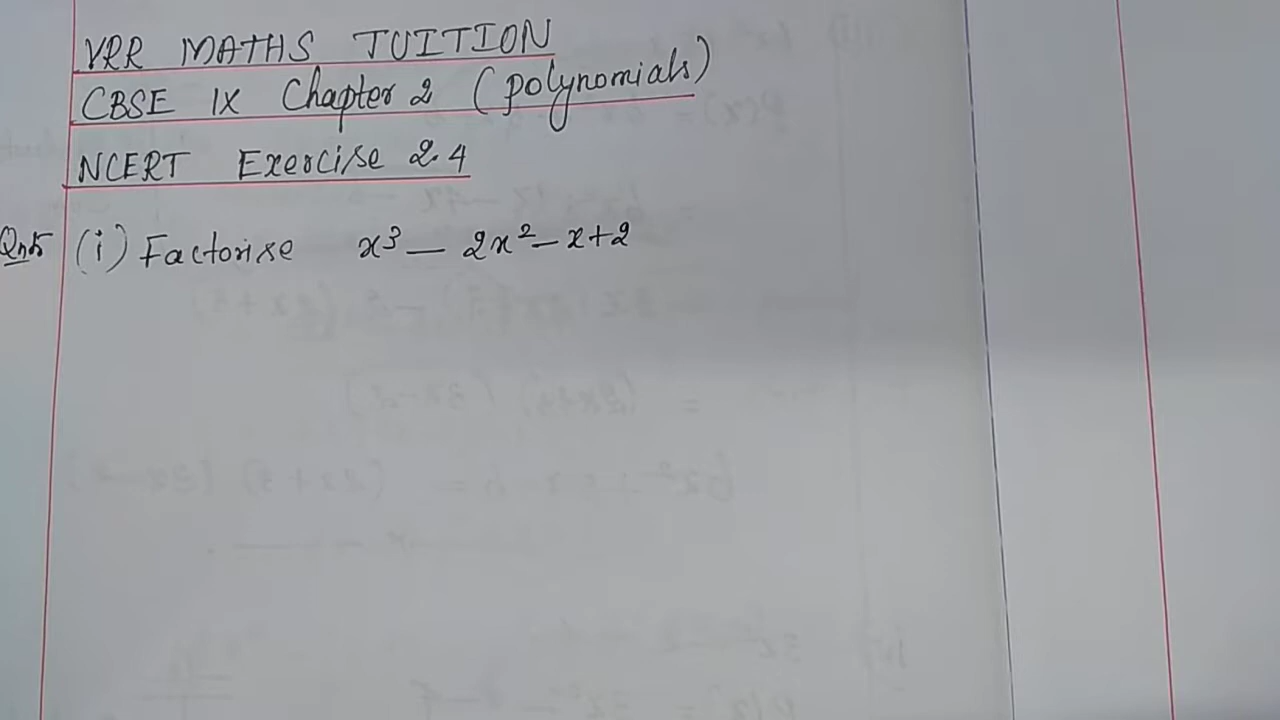 VRR MATHS TUITION
CBSE IX Chapter 2 (Polynomials)
NCERT Exercise 2.4
Qn5 (i) Factorise x³ — 2x² — x + 2